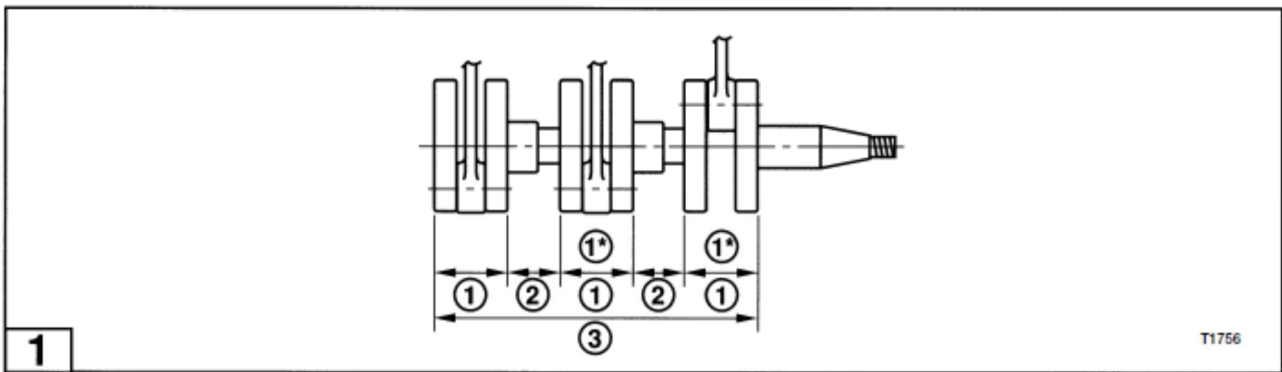 ①* ①*
① ② ① ② ①
③
1
T1756